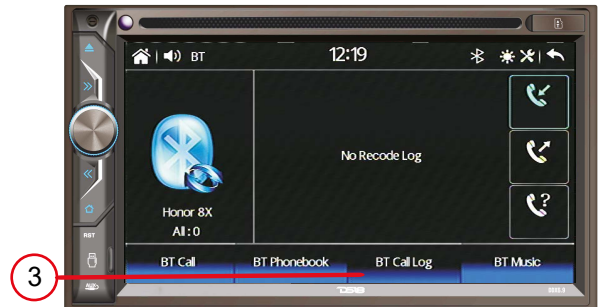 BT
12:19
No Recode Log
Honor 8X
All : 0
BT Call
BT Phonebook
BT Call Log
BT Music
RST
AUX
3